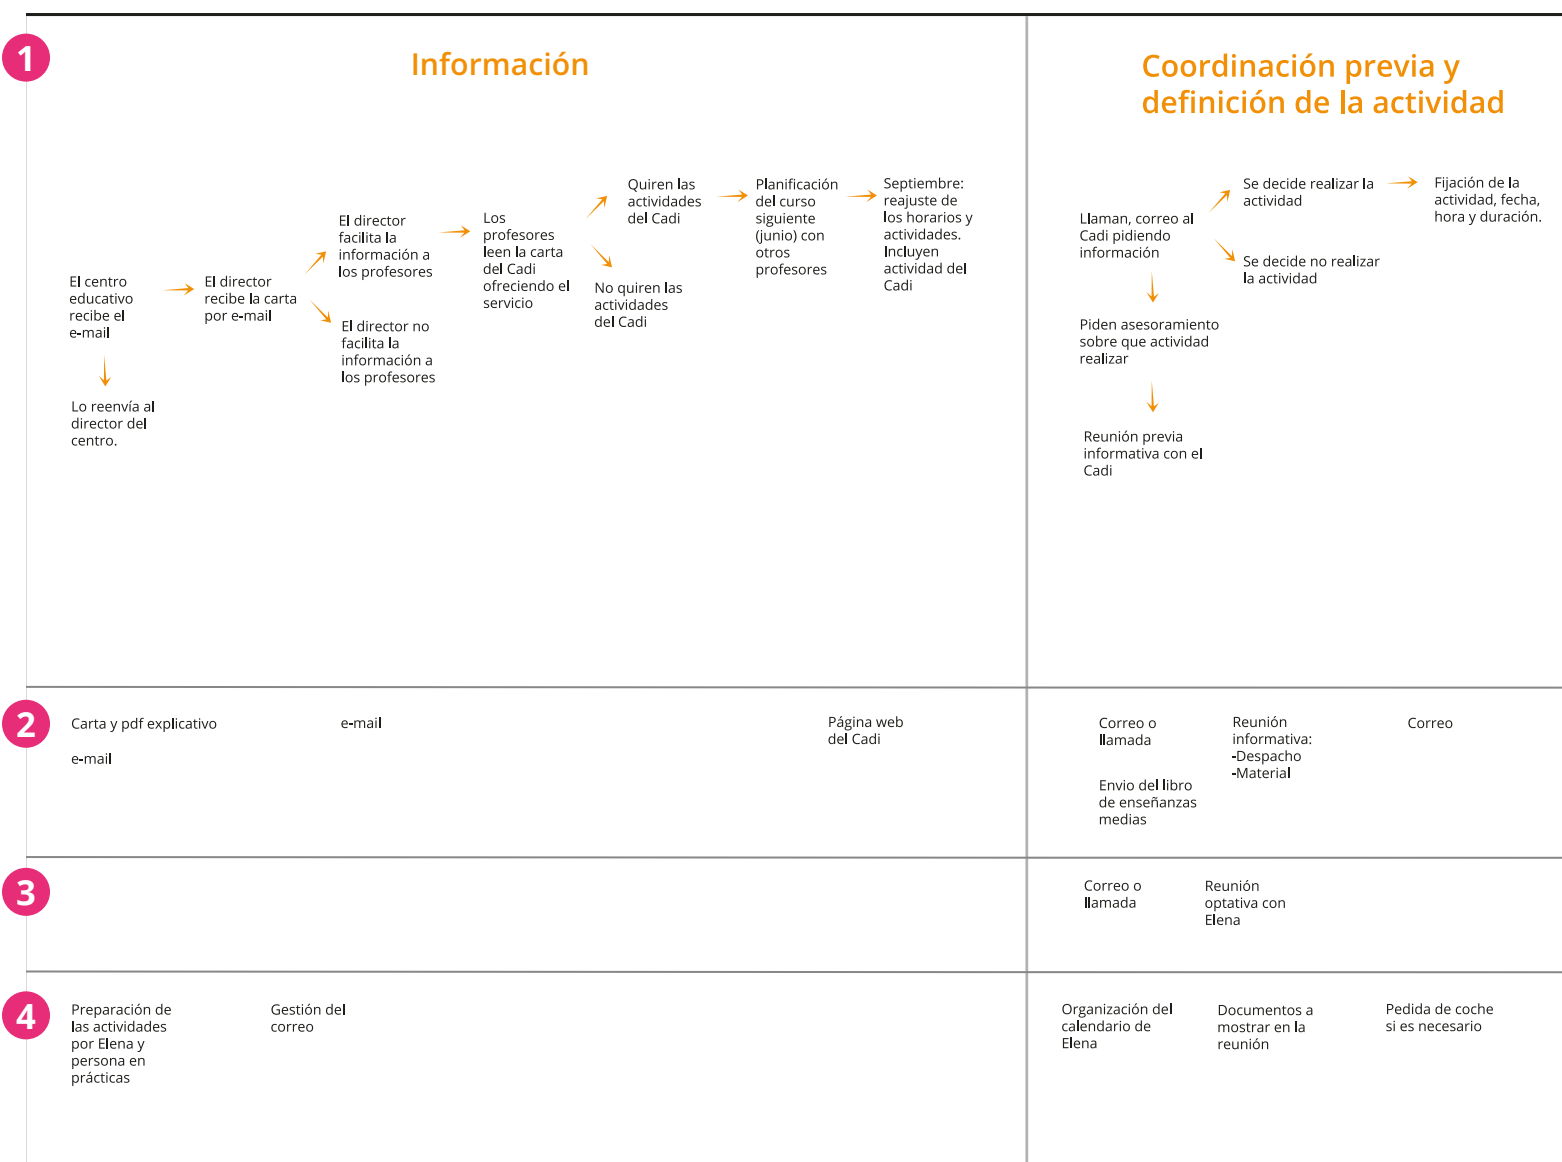 1
Información
El centro
educativo
recibe el
e-mail
Lo reenvía al
director del
centro.
El director
recibe la carta
por e-mail
El director
facilita la
información a
los profesores
El director no
facilita la
información a
los profesores
Los
profesores
leen la carta
del Cadi
ofreciendo el
servicio
Quiren las
actividades
del Cadi
No quiren las
actividades
del Cadi
Planificación
del curso
siguiente
(junio) con
otros
profesores
Septiembre:
reajuste de
los horarios y
actividades.
Incluyen
actividad del
Cadi
Coordinación previa y
definición de la actividad
Llaman, correo al
Cadi pidiendo
información
Piden asesoramiento
sobre que actividad
realizar
Reunión previa
informativa con el
Cadi
Se decide realizar la
actividad
Se decide no realizar
la actividad
Fijación de la
actividad, fecha,
hora y duración.
2
Carta y pdf explicativo
e-mail
e-mail
Página web
del Cadi
Correo o
llamada
Envio del libro
de enseñanzas
medias
Reunión
informativa:
-Despacho
-Material
Correo
3
Correo o
llamada
Reunión
optativa con
Elena
4
Preparación de
las actividades
por Elena y
persona en
prácticas
Gestión del
correo
Organización del
calendario de
Elena
Documentos a
mostrar en la
reunión
Pedida de coche
si es necesario